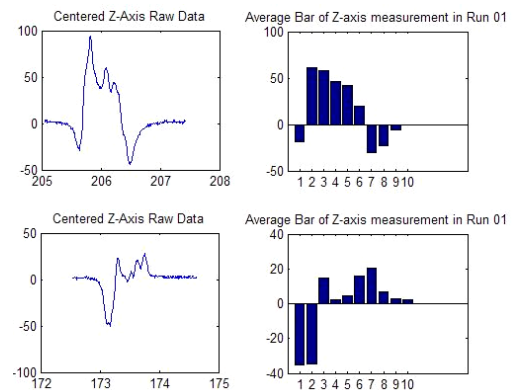 Centered Z-Axis Raw Data
100
50
0
-50
205 206 207 208
Average Bar of Z-axis measurement in Run 01
100
50
0
-50
1 2 3 4 5 6 7 8 9 10
Centered Z-Axis Raw Data
50
0
-50
-100
172 173 174 175
Average Bar of Z-axis measurement in Run 01
40
20
0
-20
-40
1 2 3 4 5 6 7 8 9 10